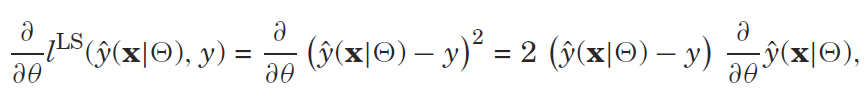 ∂/∂θ l^LS(ŷ(𝐱|Θ), y) = ∂/∂θ (ŷ(𝐱|Θ) − y)² = 2 (ŷ(𝐱|Θ) − y) ∂/∂θ ŷ(𝐱|Θ),